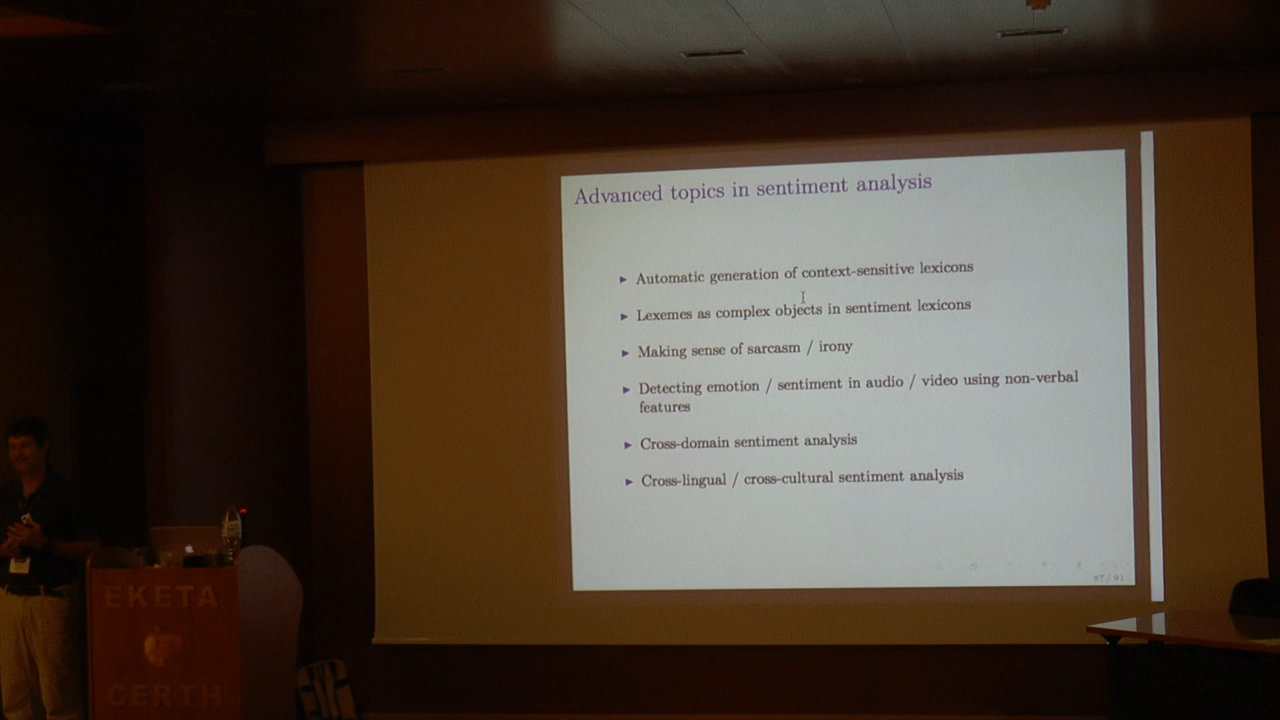 Advanced topics in sentiment analysis
▶ Automatic generation of context-sensitive lexicons
▶ Lexemes as complex objects in sentiment lexicons
▶ Making sense of sarcasm / irony
▶ Detecting emotion / sentiment in audio / video using non-verbal
features
▶ Cross-domain sentiment analysis
▶ Cross-lingual / cross-cultural sentiment analysis
87 / 91
EKETA
CERTH